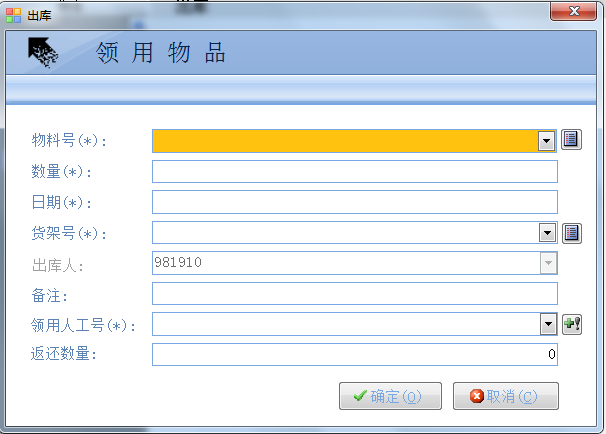 出库
领用物品
物料号(*):
数量(*):
日期(*):
货架号(*):
出库人: 981910
备注:
领用人工号(*):
返还数量: 0
确定(O) 取消(C)